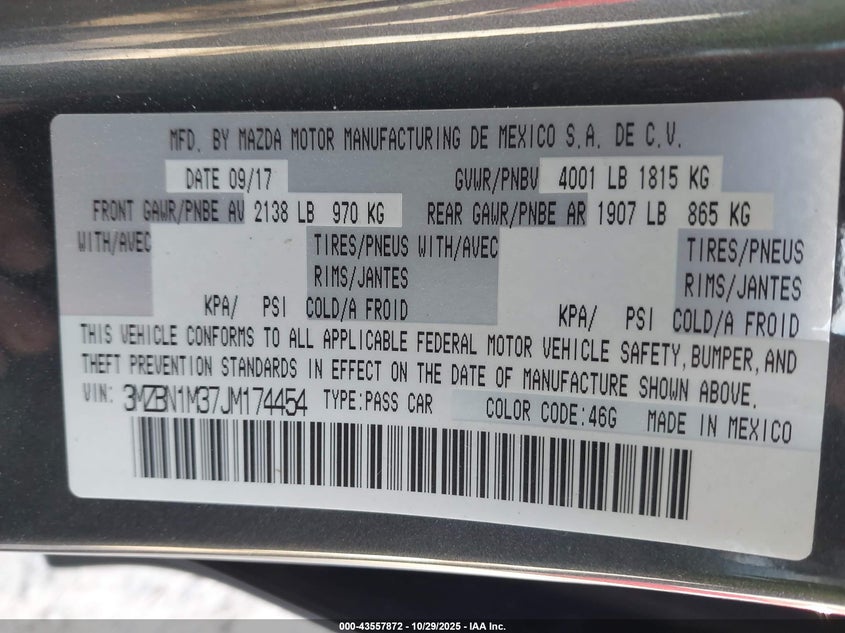 MFD. BY MAZDA MOTOR MANUFACTURING DE MEXICO S.A. DE C.V.
DATE 09/17 GVWR/PNBV 4001 LB 1815 KG
FRONT GAWR/PNBE AV 2138 LB 970 KG REAR GAWR/PNBE AR 1907 LB 865 KG
WITH/AVEC TIRES/PNEUS WITH/AVEC TIRES/PNEUS
RIMS/JANTES RIMS/JANTES
KPA/ PSI COLD/A FROID KPA/ PSI COLD/A FROID
THIS VEHICLE CONFORMS TO ALL APPLICABLE FEDERAL MOTOR VEHICLE SAFETY, BUMPER, AND
THEFT PREVENTION STANDARDS IN EFFECT ON THE DATE OF MANUFACTURE SHOWN ABOVE.
VIN: 3MZBN1M37JM174454 TYPE:PASS CAR COLOR CODE:46G MADE IN MEXICO
000-43557872 - 10/29/2025 - IAA Inc.